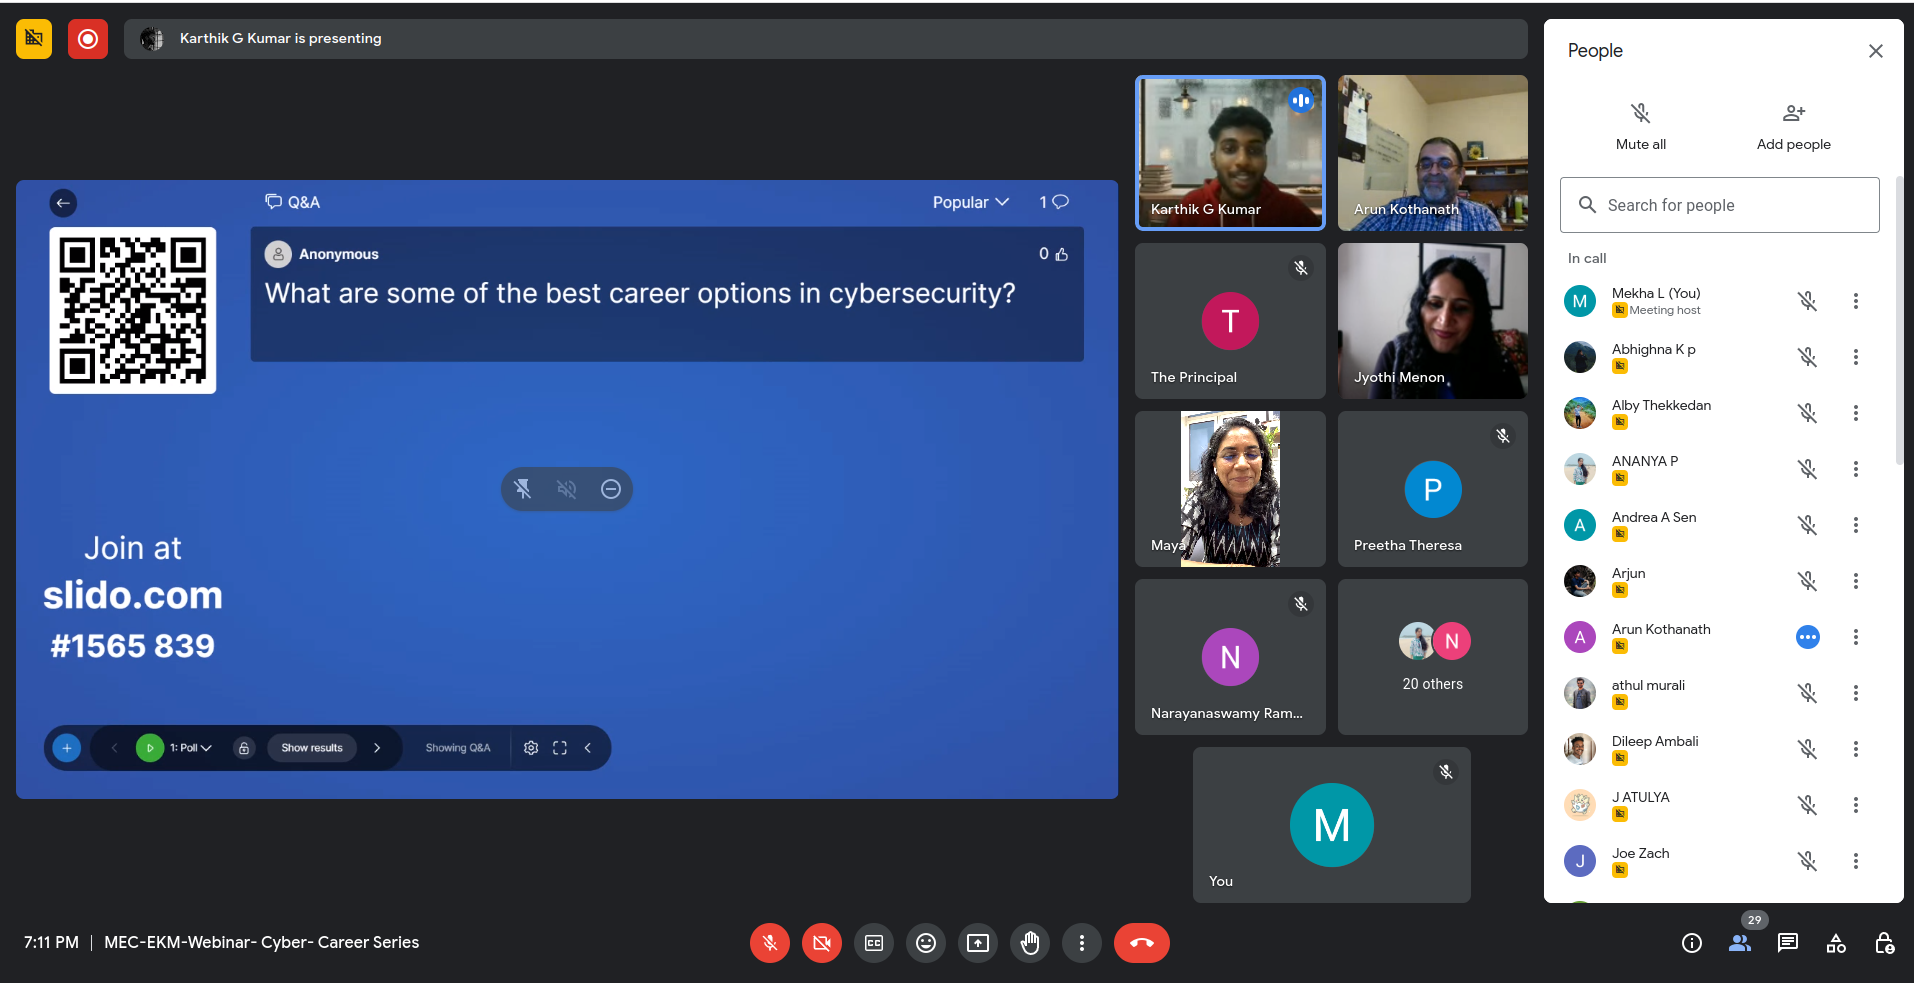 Karthik G Kumar is presenting
Q&A
Popular
1
Anonymous
0
What are some of the best career options in cybersecurity?
Join at
slido.com
#1565 839
1: Poll
Show results
Showing Q&A
Karthik G Kumar
Arun Kothanath
T
The Principal
Jyothi Menon
Maya
P
Preetha Theresa
N
Narayanaswamy Ram...
N
20 others
M
You
People
Mute all
Add people
Search for people
In call
M
Mekha L (You)
Meeting host
Abhighna K p
Alby Thekkedan
ANANYA P
A
Andrea A Sen
Arjun
A
Arun Kothanath
athul murali
Dileep Ambali
J ATULYA
J
Joe Zach
7:11 PM | MEC-EKM-Webinar- Cyber- Career Series
CC
29